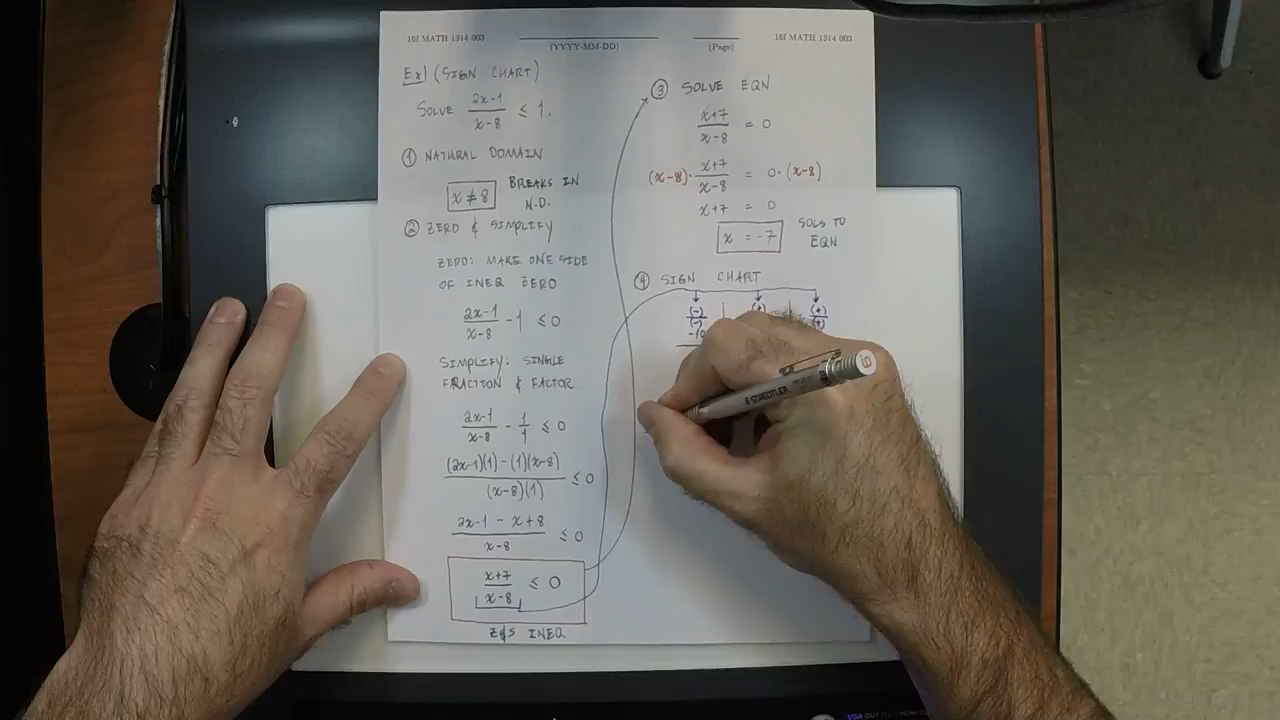 16J MATH 1314 003
(YYYY-MM-DD)
(Page)
16J MATH 1314 003
Ex) (SIGN CHART)
SOLVE (2x-1)/(x-8) ≤ 1.
① NATURAL DOMAIN
x ≠ 8 BREAKS IN N.D.
② ZERO & SIMPLIFY
ZERO: MAKE ONE SIDE
OF INEQ ZERO
(2x-1)/(x-8) - 1 ≤ 0
SIMPLIFY: SINGLE
FRACTION & FACTOR
(2x-1)/(x-8) - 1/1 ≤ 0
((2x-1)(1) - (1)(x-8))/((x-8)(1)) ≤ 0
(2x-1 - x+8)/(x-8) ≤ 0
(x+7)/(x-8) ≤ 0
Z&S INEQ
③ SOLVE EQN
(x+7)/(x-8) = 0
(x-8)· (x+7)/(x-8) = 0·(x-8)
x+7 = 0
x = -7 SOLS TO EQN
④ SIGN CHART
(-)/(-) (+)/(+)
-10
STAEDTLER